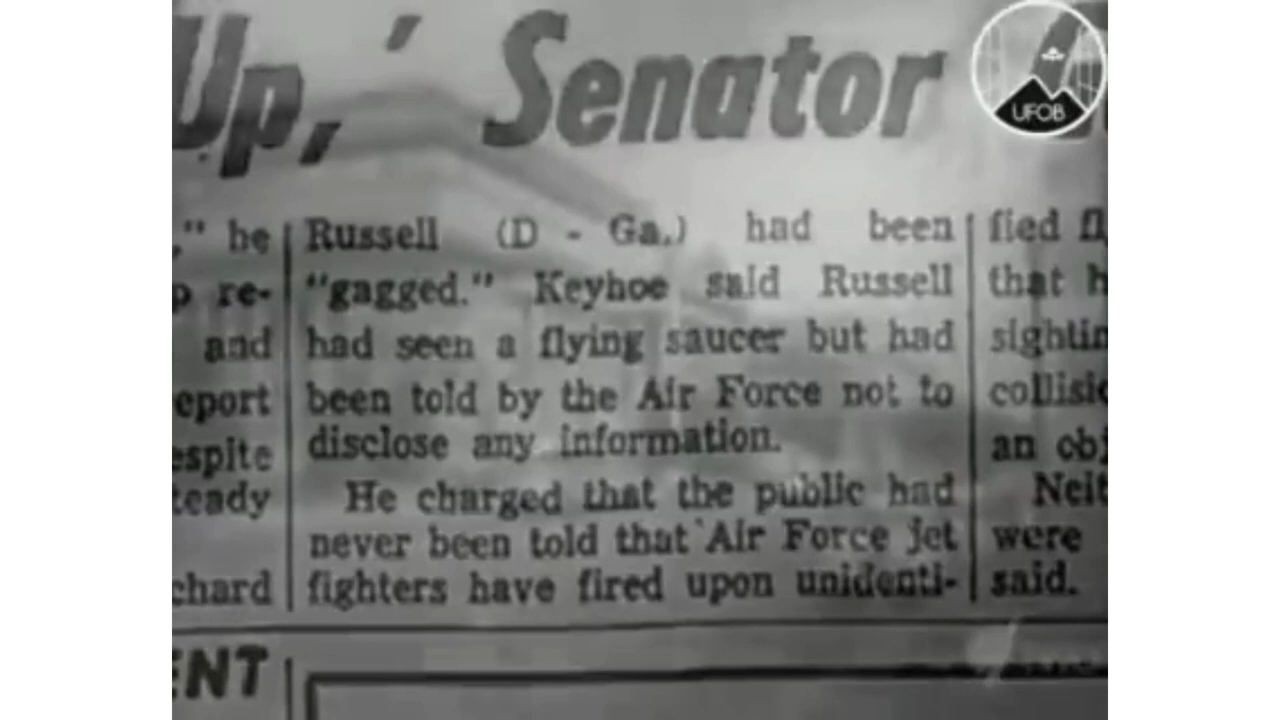 Up,' Senator
UFOB
," he
re-
and
eport
espite
teady
chard
Russell (D - Ga.) had been
"gagged." Keyhoe said Russell
had seen a flying saucer but had
been told by the Air Force not to
disclose any information.
He charged that the public had
never been told that Air Force jet
fighters have fired upon unidenti-
fied fl
that h
sightin
collisio
an obj
Neit
were
said.
ENT